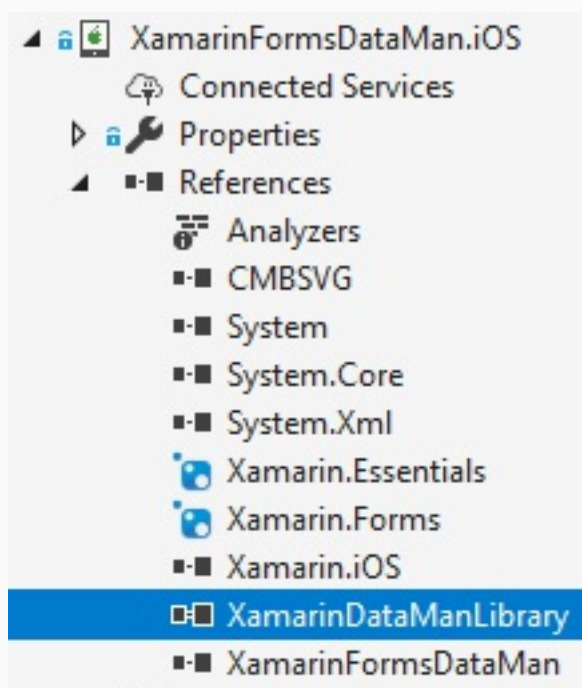 XamarinFormsDataMan.iOS
Connected Services
Properties
References
Analyzers
CMBSVG
System
System.Core
System.Xml
Xamarin.Essentials
Xamarin.Forms
Xamarin.iOS
XamarinDataManLibrary
XamarinFormsDataMan